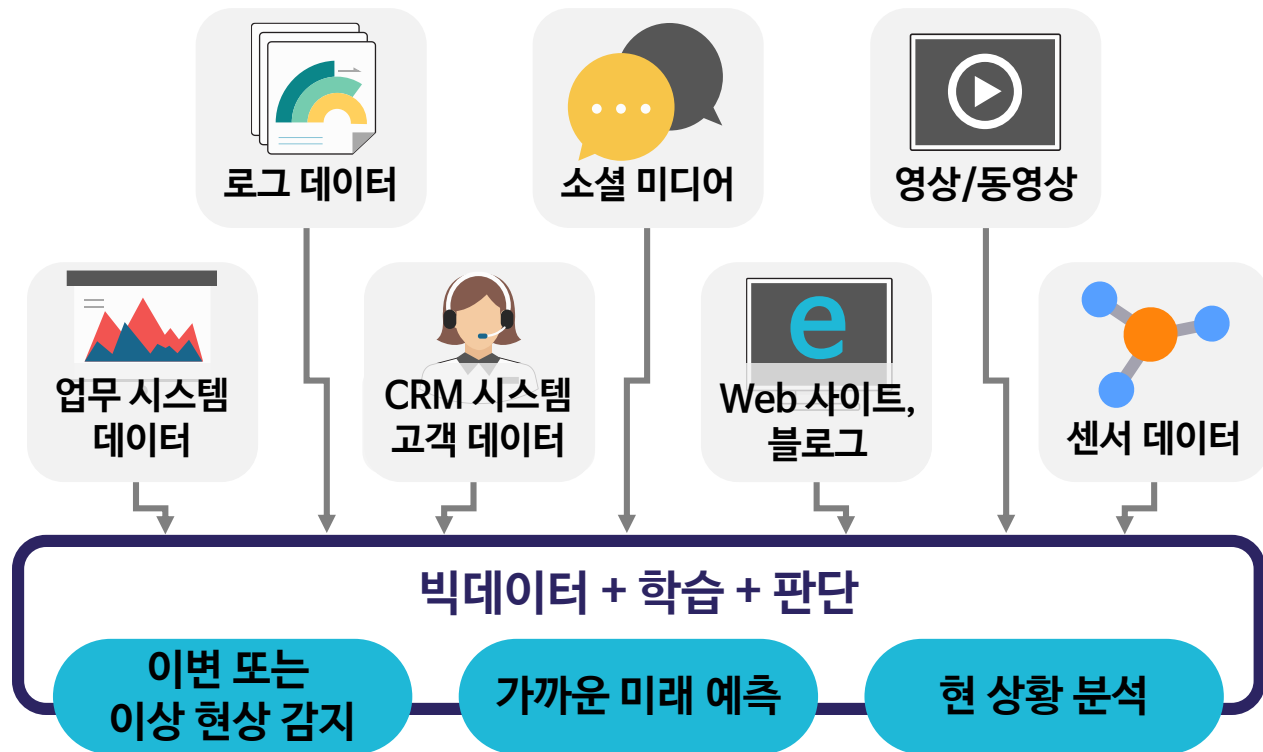 로그 데이터
소셜 미디어
영상/동영상
업무 시스템
데이터
CRM 시스템
고객 데이터
e
Web 사이트,
블로그
센서 데이터
빅데이터 + 학습 + 판단
이변 또는
이상 현상 감지
가까운 미래 예측
현 상황 분석